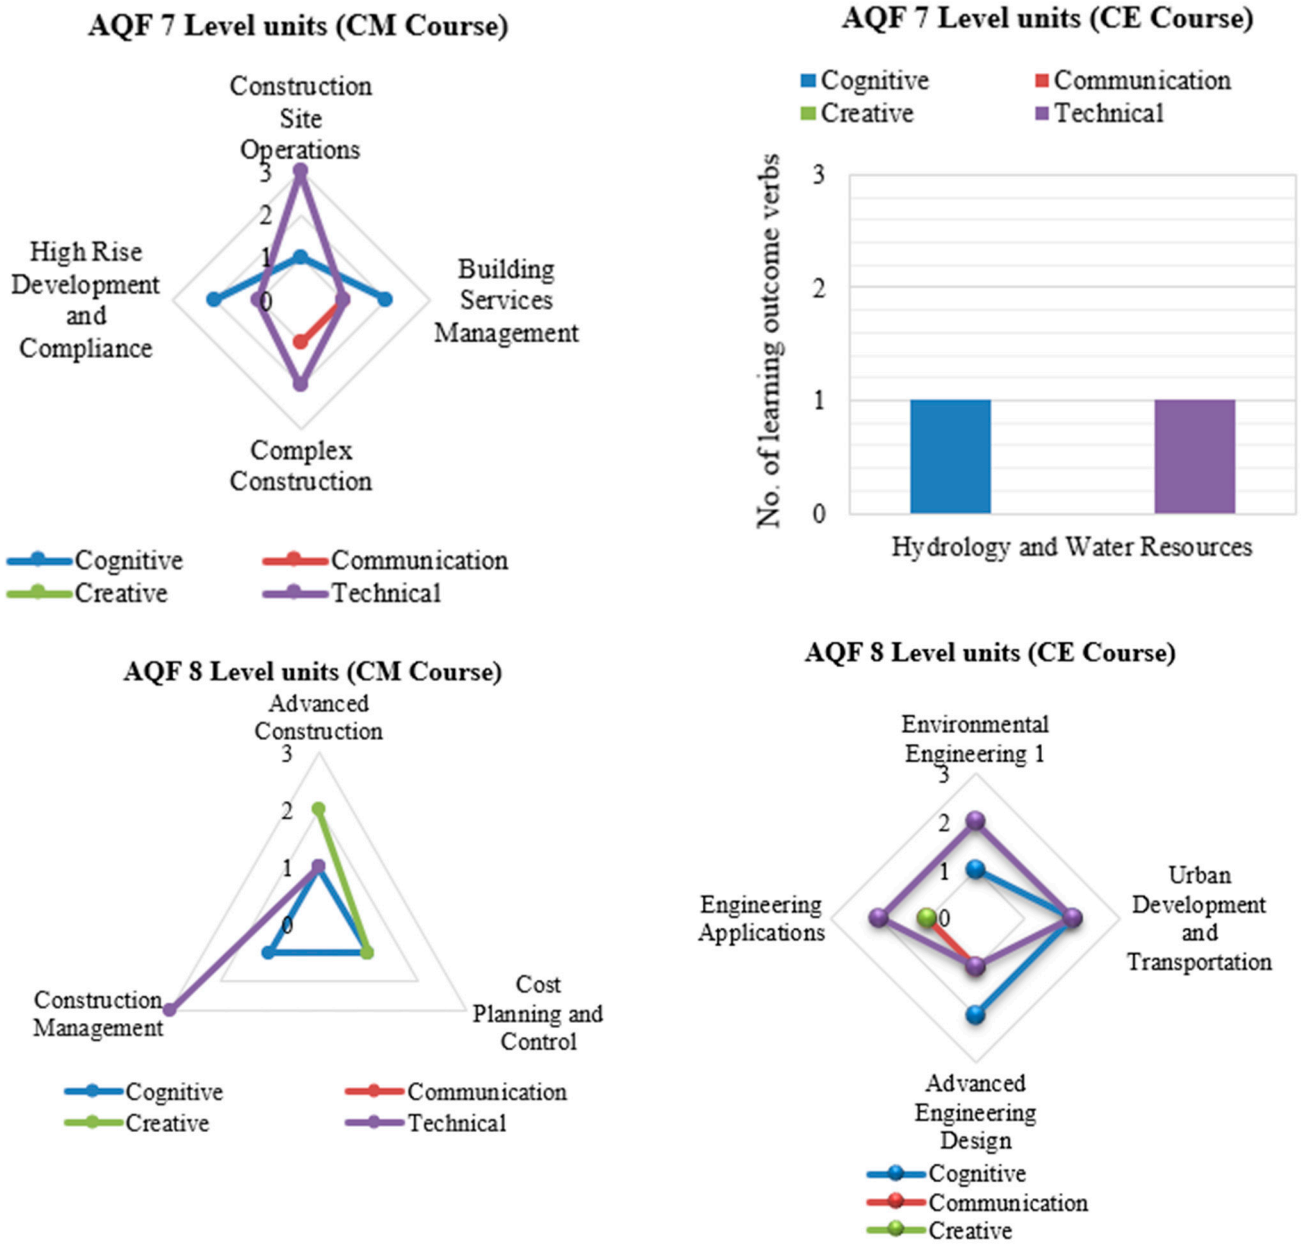 AQF 7 Level units (CM Course)
Construction
Site
Operations
3
2
1
0
High Rise
Development
and
Compliance
Building
Services
Management
Complex
Construction
Cognitive
Communication
Creative
Technical
AQF 7 Level units (CE Course)
Cognitive
Communication
Creative
Technical
No. of learning outcome verbs
3
2
1
0
Hydrology and Water Resources
AQF 8 Level units (CM Course)
Advanced
Construction
3
2
1
0
Construction
Management
Cost
Planning and
Control
Cognitive
Communication
Creative
Technical
AQF 8 Level units (CE Course)
Environmental
Engineering 1
3
2
1
0
Engineering
Applications
Urban
Development
and
Transportation
Advanced
Engineering
Design
Cognitive
Communication
Creative